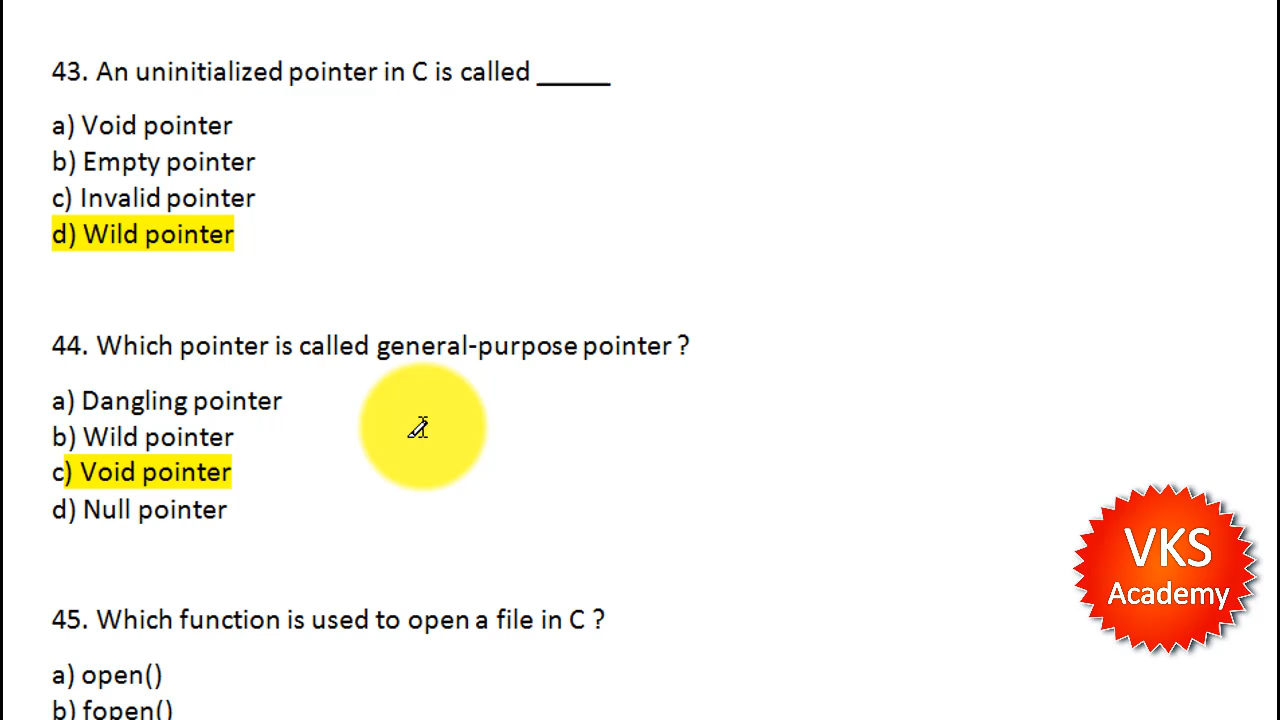 43. An uninitialized pointer in C is called _____
a) Void pointer
b) Empty pointer
c) Invalid pointer
d) Wild pointer
44. Which pointer is called general-purpose pointer ?
a) Dangling pointer
b) Wild pointer
c) Void pointer
d) Null pointer
45. Which function is used to open a file in C ?
a) open()
b) fopen()
VKS
Academy